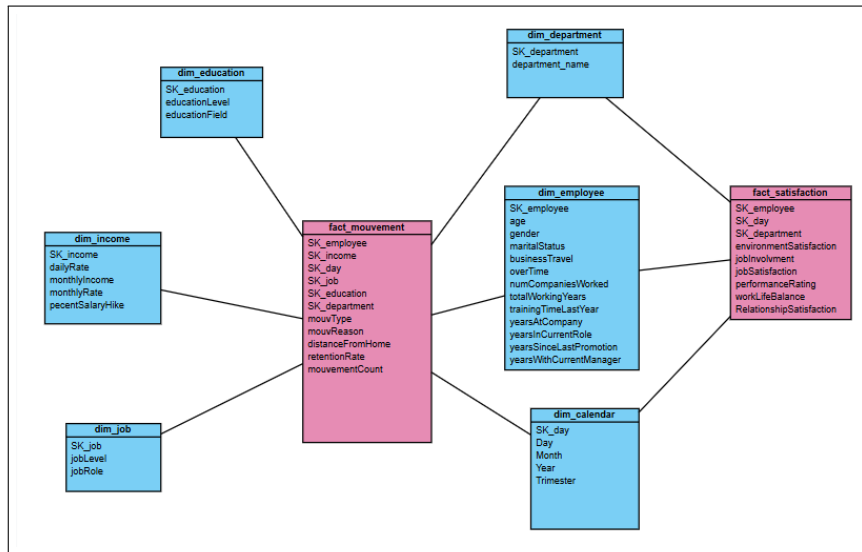 dim_department
SK_department
department_name
dim_education
SK_education
educationLevel
educationField
dim_employee
SK_employee
age
gender
maritalStatus
businessTravel
overTime
numCompaniesWorked
totalWorkingYears
trainingTimeLastYear
yearsAtCompany
yearsInCurrentRole
yearsSinceLastPromotion
yearsWithCurrentManager
fact_satisfaction
SK_employee
SK_day
SK_department
environmentSatisfaction
jobInvolvment
jobSatisfaction
performanceRating
workLifeBalance
RelationshipSatisfaction
fact_mouvement
SK_employee
SK_income
SK_day
SK_job
SK_education
SK_department
mouvType
mouvReason
distanceFromHome
retentionRate
mouvementCount
dim_income
SK_income
dailyRate
monthlyIncome
monthlyRate
pecentSalaryHike
dim_job
SK_job
jobLevel
jobRole
dim_calendar
SK_day
Day
Month
Year
Trimester